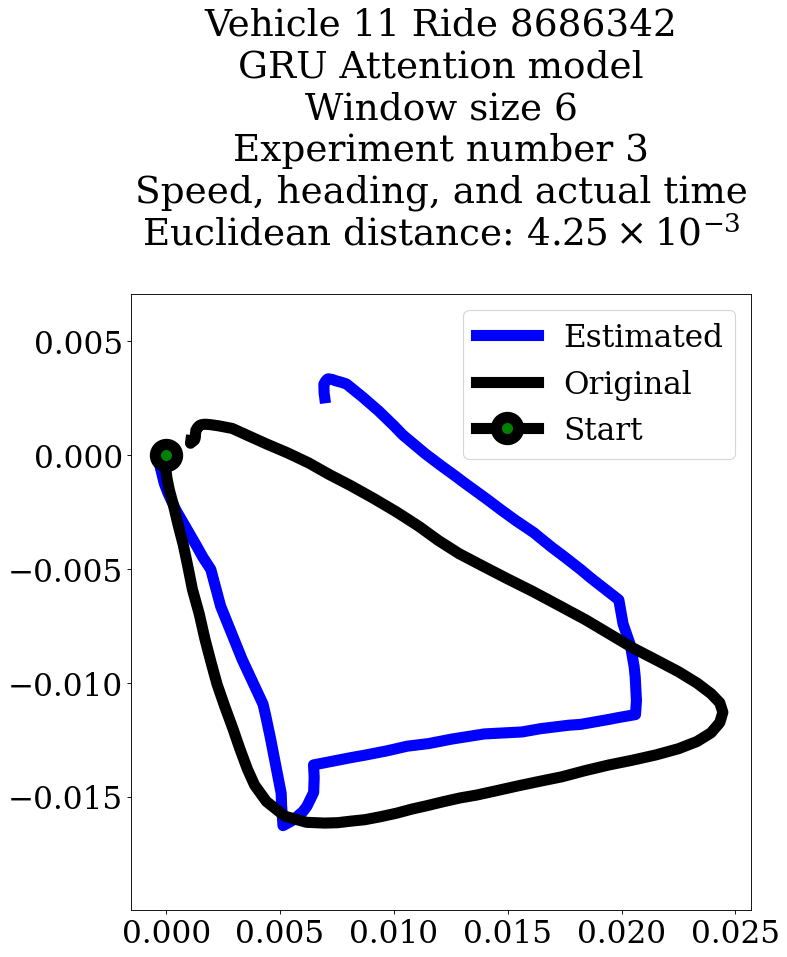 Vehicle 11 Ride 8686342
GRU Attention model
Window size 6
Experiment number 3
Speed, heading, and actual time
Euclidean distance: 4.25 × 10⁻³
Estimated
Original
Start
0.005
0.000
−0.005
−0.010
−0.015
0.000 0.005 0.010 0.015 0.020 0.025